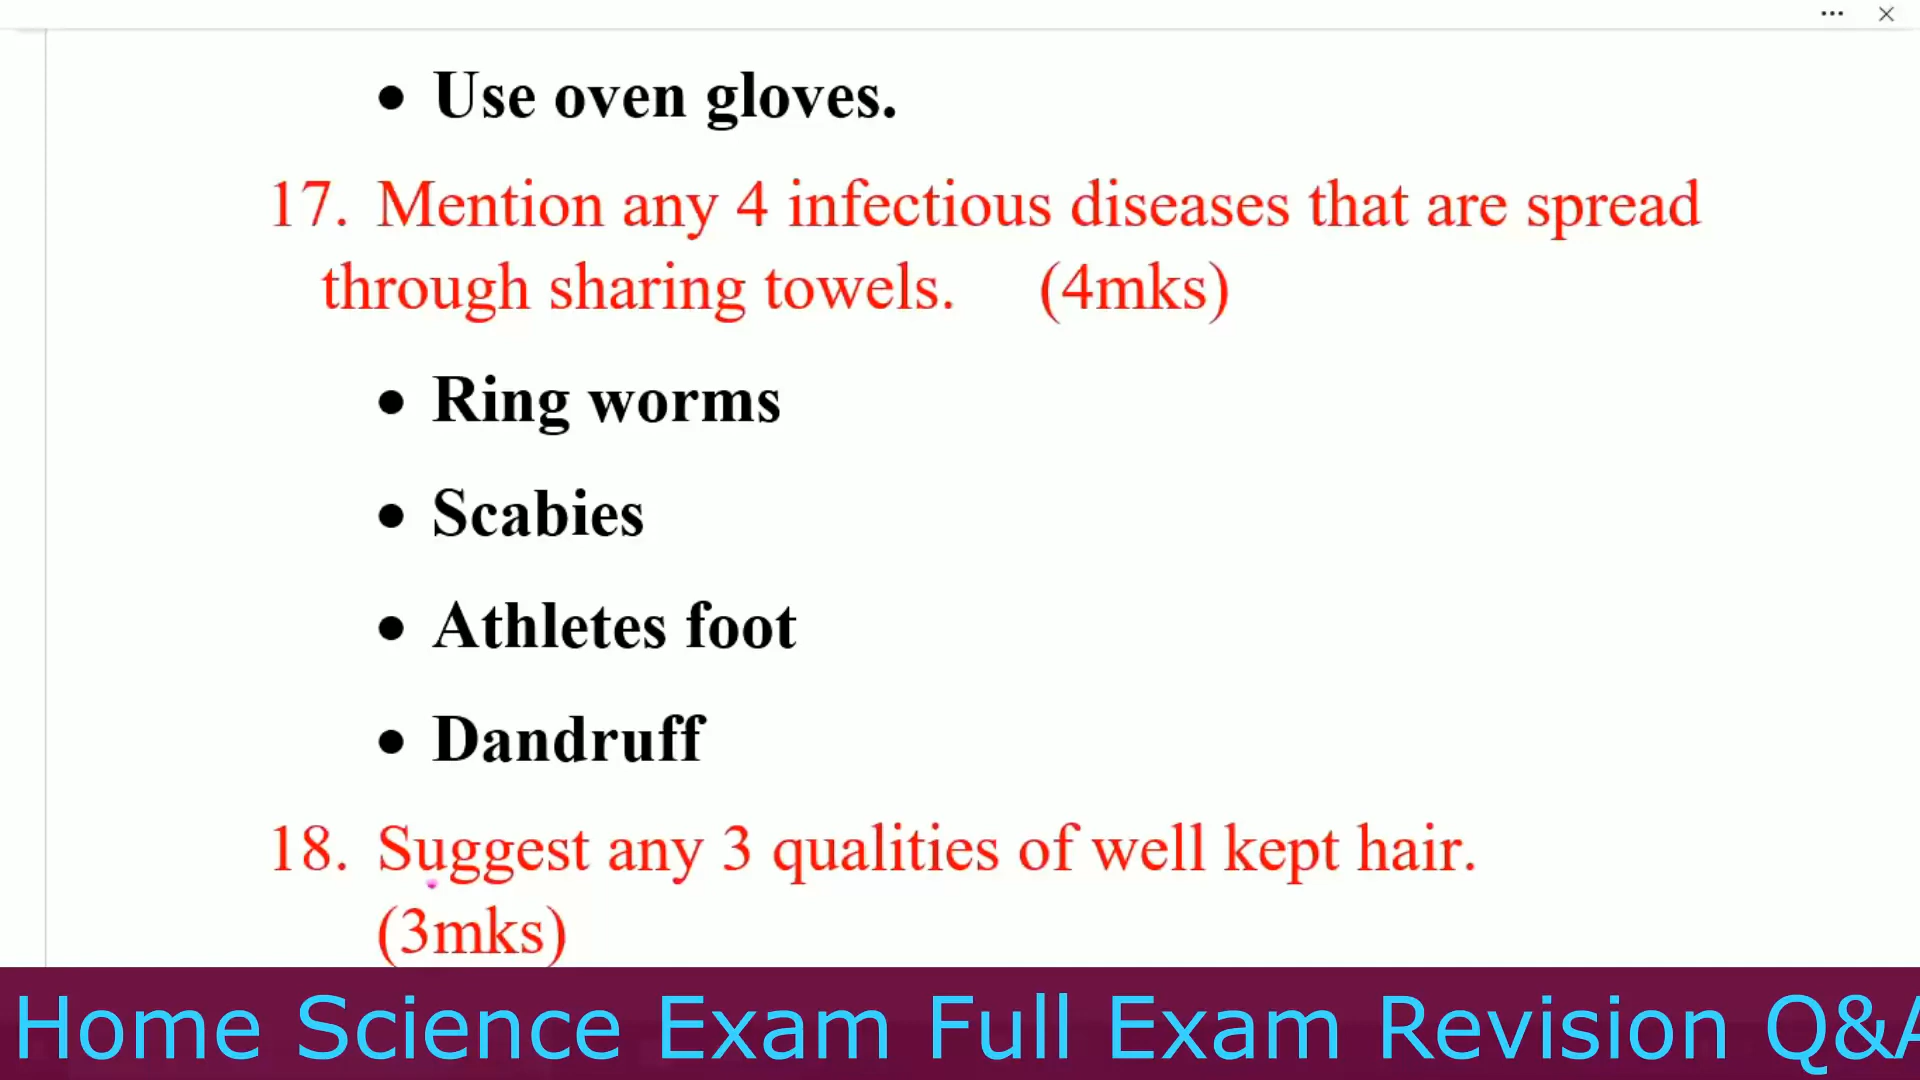 • Use oven gloves.
17. Mention any 4 infectious diseases that are spread
through sharing towels. (4mks)
• Ring worms
• Scabies
• Athletes foot
• Dandruff
18. Suggest any 3 qualities of well kept hair.
(3mks)
Home Science Exam Full Exam Revision Q&A